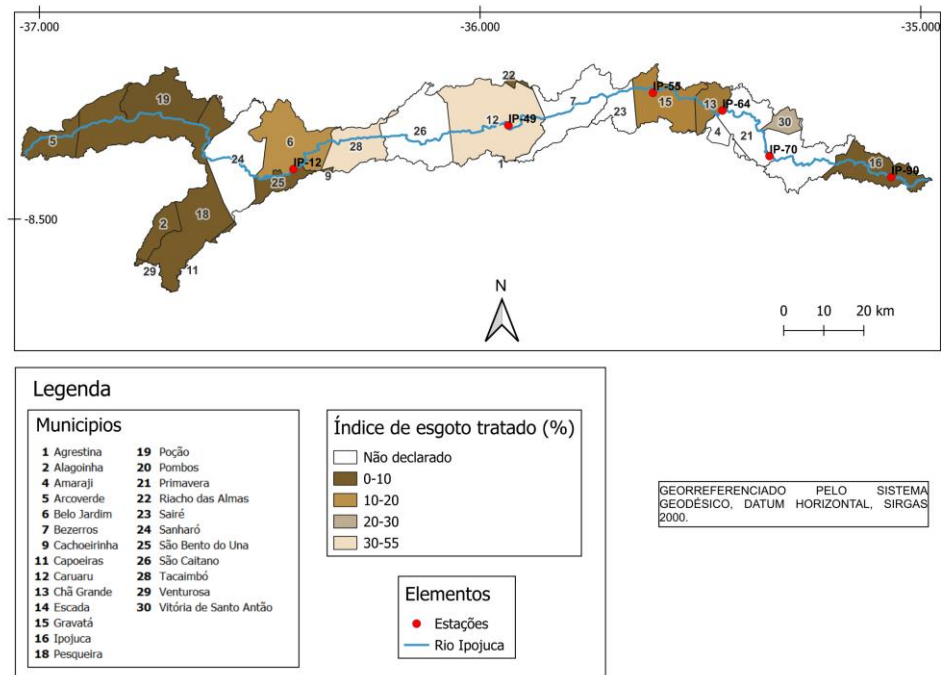 -37.000 -36.000 -35.000
22
19
IP-55
7
15
13
IP-64
23
12
IP-49
30
5
6
26
4
21
28
24
IP-12
1
IP-70
16
9
25
IP-90
-8.500
18
2
29
11
N
0 10 20 km
Legenda
Municipios
1 Agrestina
2 Alagoinha
4 Amaraji
5 Arcoverde
6 Belo Jardim
7 Bezerros
9 Cachoeirinha
11 Capoeiras
12 Caruaru
13 Chã Grande
14 Escada
15 Gravatá
16 Ipojuca
18 Pesqueira
19 Poção
20 Pombos
21 Primavera
22 Riacho das Almas
23 Sairé
24 Sanharó
25 São Bento do Una
26 São Caitano
28 Tacaimbó
29 Venturosa
30 Vitória de Santo Antão
Índice de esgoto tratado (%)
Não declarado
0-10
10-20
20-30
30-55
Elementos
Estações
Rio Ipojuca
GEORREFERENCIADO PELO SISTEMA
GEODÉSICO, DATUM HORIZONTAL, SIRGAS
2000.